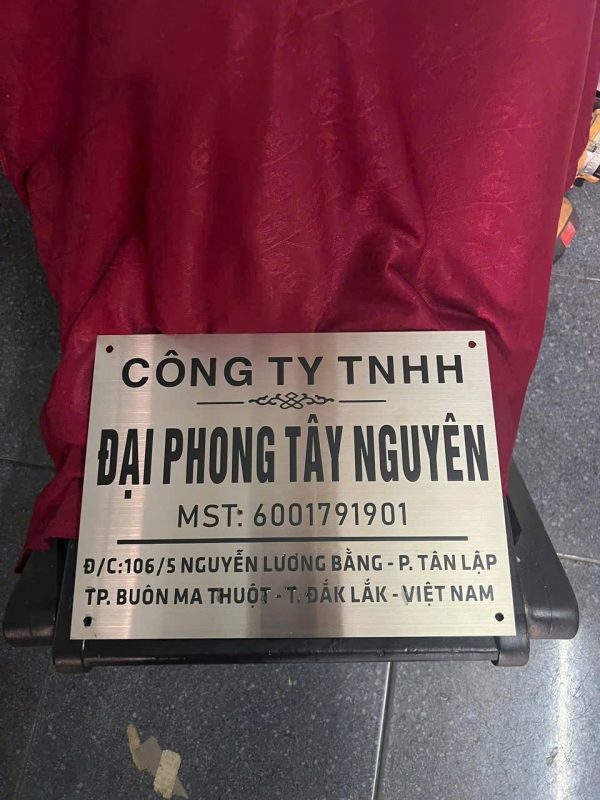 CÔNG TY TNHH
ĐẠI PHONG TÂY NGUYÊN
MST: 6001791901
Đ/C:106/5 NGUYỄN LƯƠNG BẰNG - P. TÂN LẬP
TP. BUÔN MA THUỘT - T. ĐẮK LẮK - VIỆT NAM